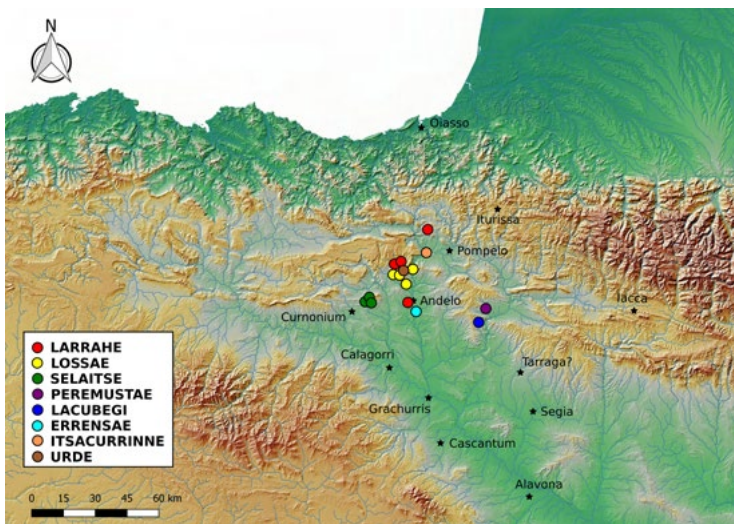 N
Oiasso
Iturissa
Pompelo
Iacca
Andelo
Curnonium
Calagorri
Tarraga?
Grachurris
Segia
Cascantum
Alavona
LARRAHE
LOSSAE
SELAITSE
PEREMUSTAE
LACUBEGI
ERRENSAE
ITSACURRINNE
URDE
0 15 30 45 60 km